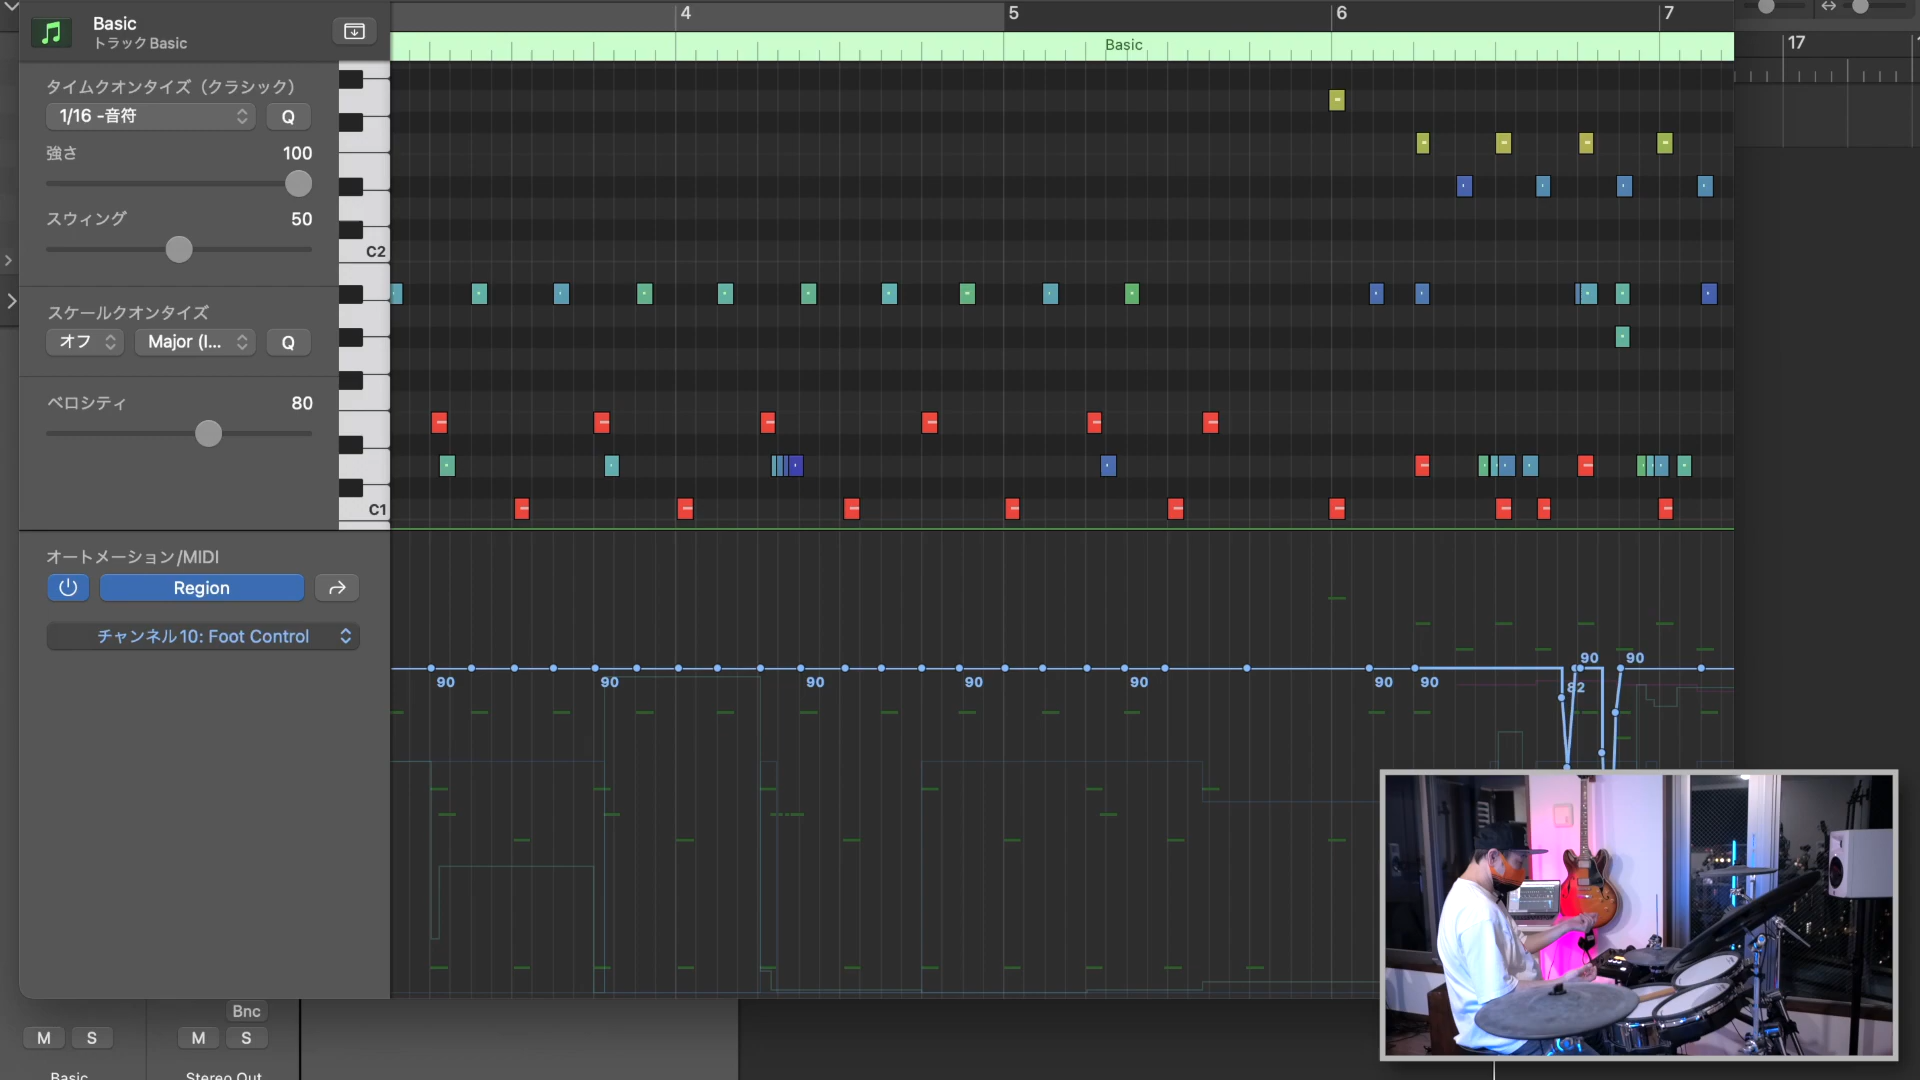 Basic
トラック Basic
タイムクオンタイズ（クラシック）
1/16 -音符
Q
強さ
100
スウィング
50
スケールクオンタイズ
オフ
Major (I...
Q
ベロシティ
80
オートメーション/MIDI
Region
チャンネル10: Foot Control
4
5
6
7
17
Basic
C2
C1
90
90
90
90
90
90
90
82
90
90
Bnc
M
S
M
S
Basic
Stereo Out